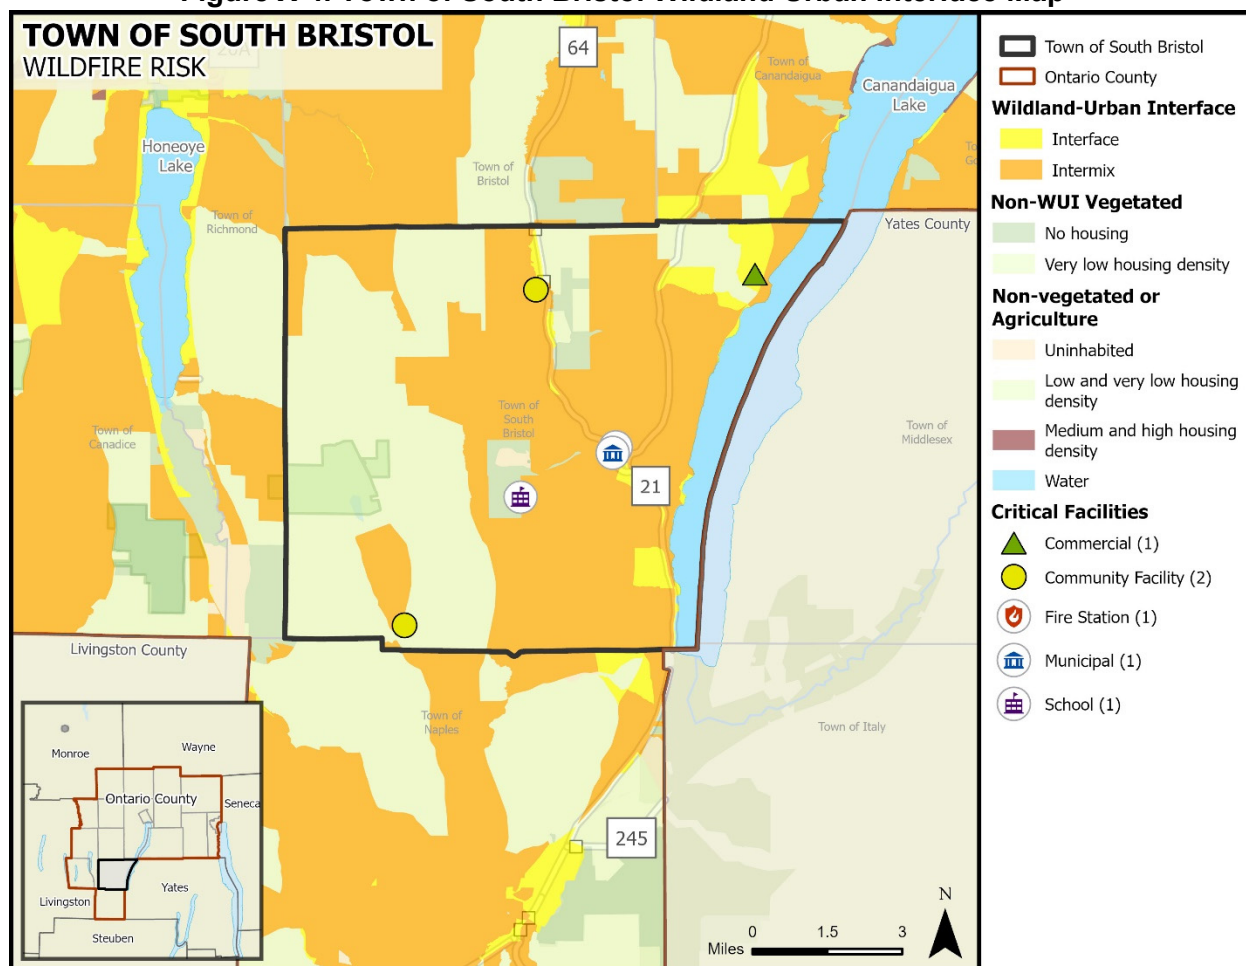 TOWN OF SOUTH BRISTOL
WILDFIRE RISK
64
Town of
Canandaigua
Canandaigua
Lake
Honeoye
Lake
Town of
Bristol
Town of
Richmond
Yates County
Town of
South
Bristol
Town of
Canadice
Town of
Middlesex
21
Livingston County
Town of
Naples
Town of Italy
245
Monroe
Wayne
Ontario County
Seneca
Yates
Livingston
Steuben
N
0 1.5 3
Miles
Town of South Bristol
Ontario County
Wildland-Urban Interface
Interface
Intermix
Non-WUI Vegetated
No housing
Very low housing density
Non-vegetated or
Agriculture
Uninhabited
Low and very low housing
density
Medium and high housing
density
Water
Critical Facilities
Commercial (1)
Community Facility (2)
Fire Station (1)
Municipal (1)
School (1)